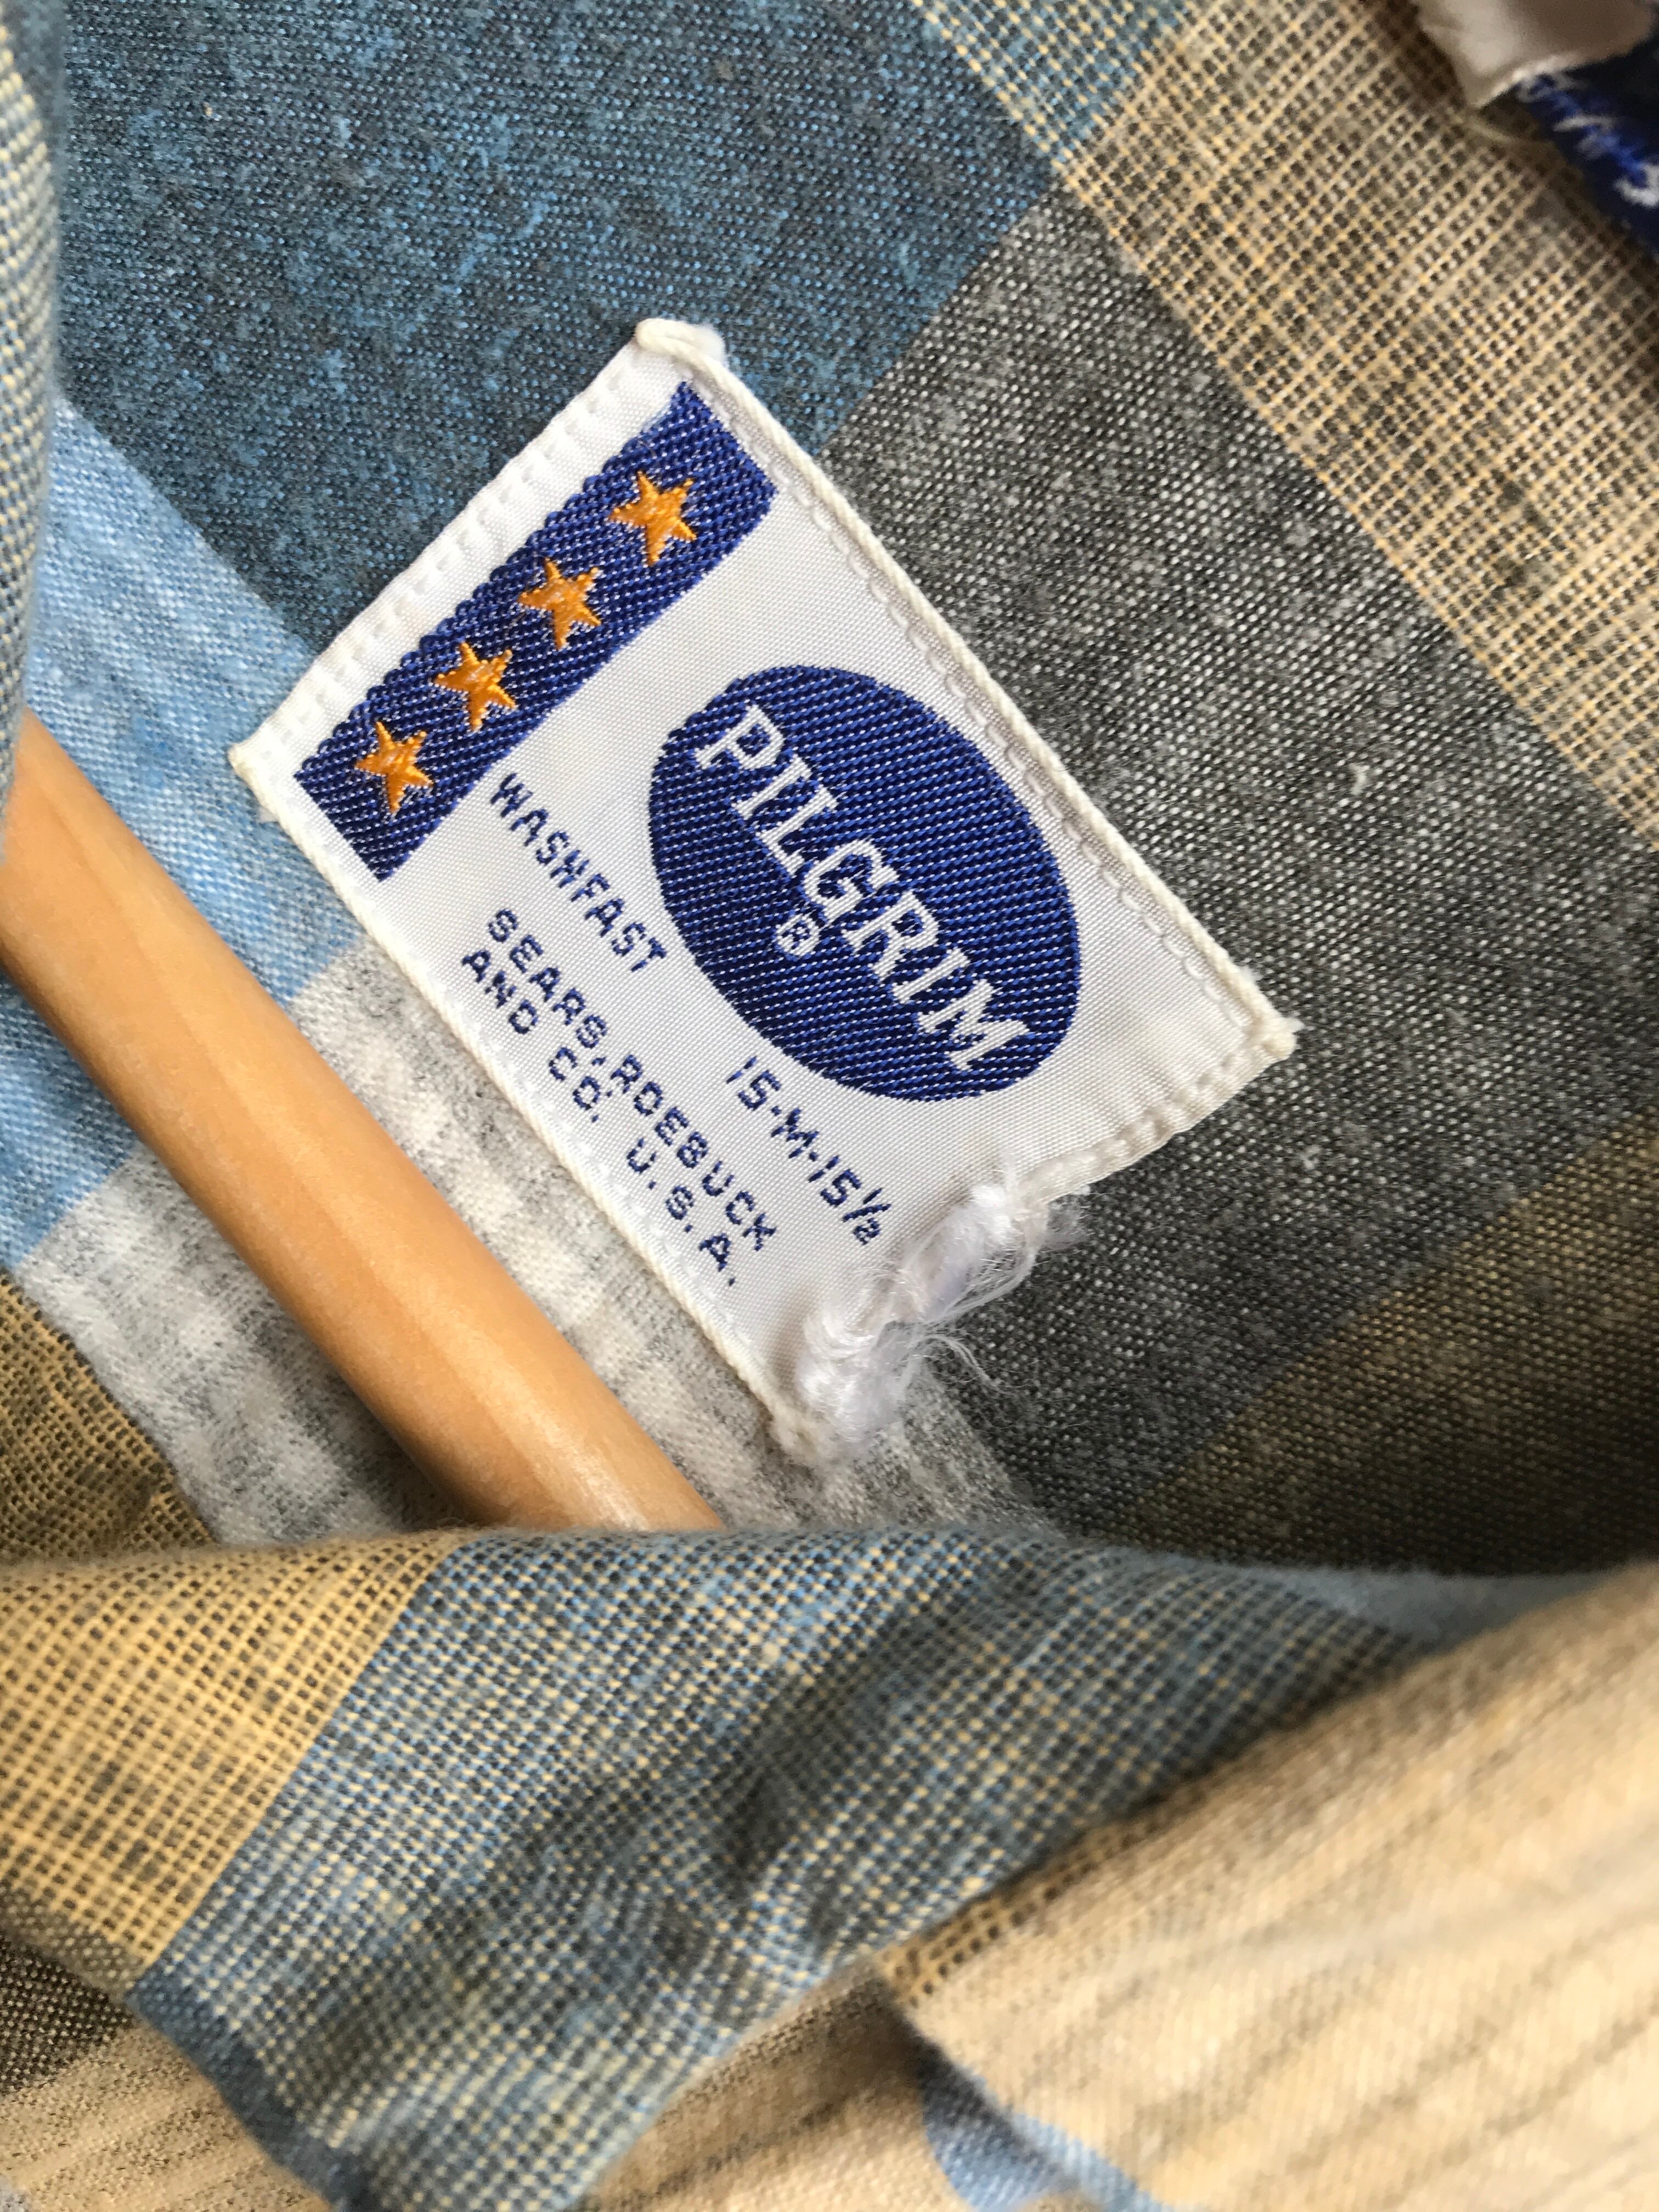 PILGRIM
®
WASHFAST 15-M-15½
SEARS, ROEBUCK
AND CO. U.S.A.